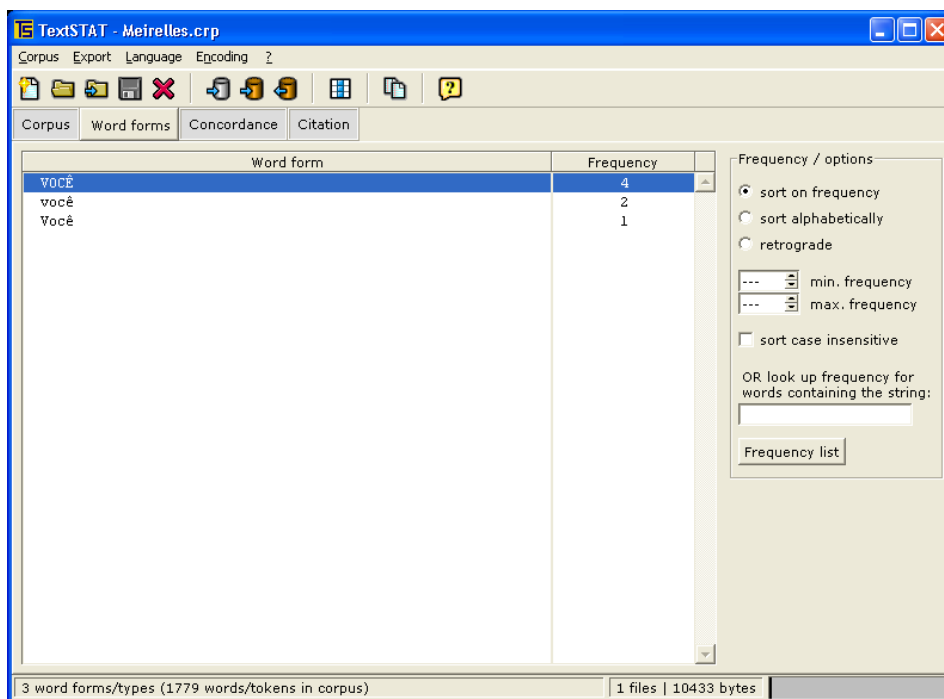 TextSTAT - Meirelles.crp
Corpus Export Language Encoding ?
Corpus Word forms Concordance Citation
Word form Frequency
VOCÊ 4
você 2
Você 1
Frequency / options
sort on frequency
sort alphabetically
retrograde
--- min. frequency
--- max. frequency
sort case insensitive
OR look up frequency for
words containing the string:
Frequency list
3 word forms/types (1779 words/tokens in corpus) 1 files | 10433 bytes